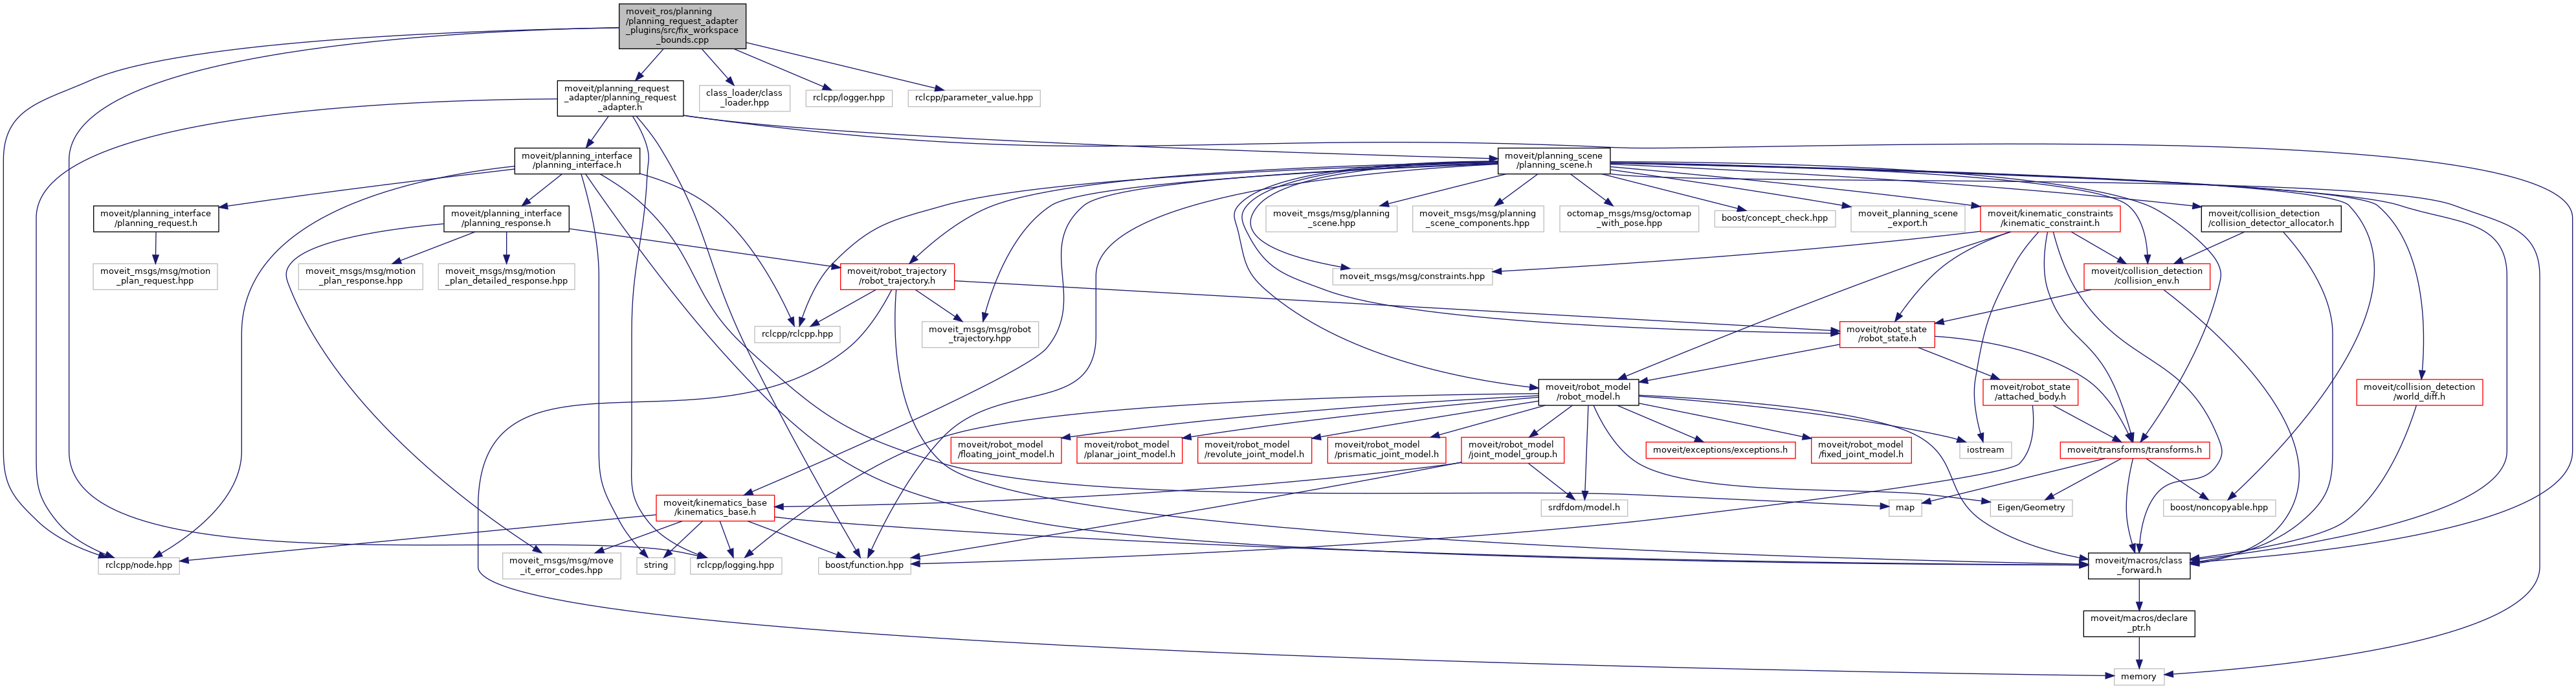 moveit_ros/planning
/planning_request_adapter
_plugins/src/fix_workspace
_bounds.cpp
moveit/planning_request
_adapter/planning_request
_adapter.h
class_loader/class
_loader.hpp
rclcpp/logger.hpp
rclcpp/parameter_value.hpp
moveit/planning_interface
/planning_interface.h
moveit/planning_scene
/planning_scene.h
moveit/planning_interface
/planning_request.h
moveit/planning_interface
/planning_response.h
moveit_msgs/msg/planning
_scene.hpp
moveit_msgs/msg/planning
_scene_components.hpp
octomap_msgs/msg/octomap
_with_pose.hpp
boost/concept_check.hpp
moveit_planning_scene
_export.h
moveit/kinematic_constraints
/kinematic_constraint.h
moveit/collision_detection
/collision_detector_allocator.h
moveit_msgs/msg/motion
_plan_request.hpp
moveit_msgs/msg/motion
_plan_response.hpp
moveit_msgs/msg/motion
_plan_detailed_response.hpp
moveit/robot_trajectory
/robot_trajectory.h
moveit_msgs/msg/constraints.hpp
moveit/collision_detection
/collision_env.h
rclcpp/rclcpp.hpp
moveit_msgs/msg/robot
_trajectory.hpp
moveit/robot_state
/robot_state.h
moveit/robot_model
/robot_model.h
moveit/robot_state
/attached_body.h
moveit/collision_detection
/world_diff.h
moveit/robot_model
/floating_joint_model.h
moveit/robot_model
/planar_joint_model.h
moveit/robot_model
/revolute_joint_model.h
moveit/robot_model
/prismatic_joint_model.h
moveit/robot_model
/joint_model_group.h
moveit/exceptions/exceptions.h
moveit/robot_model
/fixed_joint_model.h
iostream
moveit/transforms/transforms.h
moveit/kinematics_base
/kinematics_base.h
srdfdom/model.h
map
Eigen/Geometry
boost/noncopyable.hpp
rclcpp/node.hpp
moveit_msgs/msg/move
_it_error_codes.hpp
string
rclcpp/logging.hpp
boost/function.hpp
moveit/macros/class
_forward.h
moveit/macros/declare
_ptr.h
memory